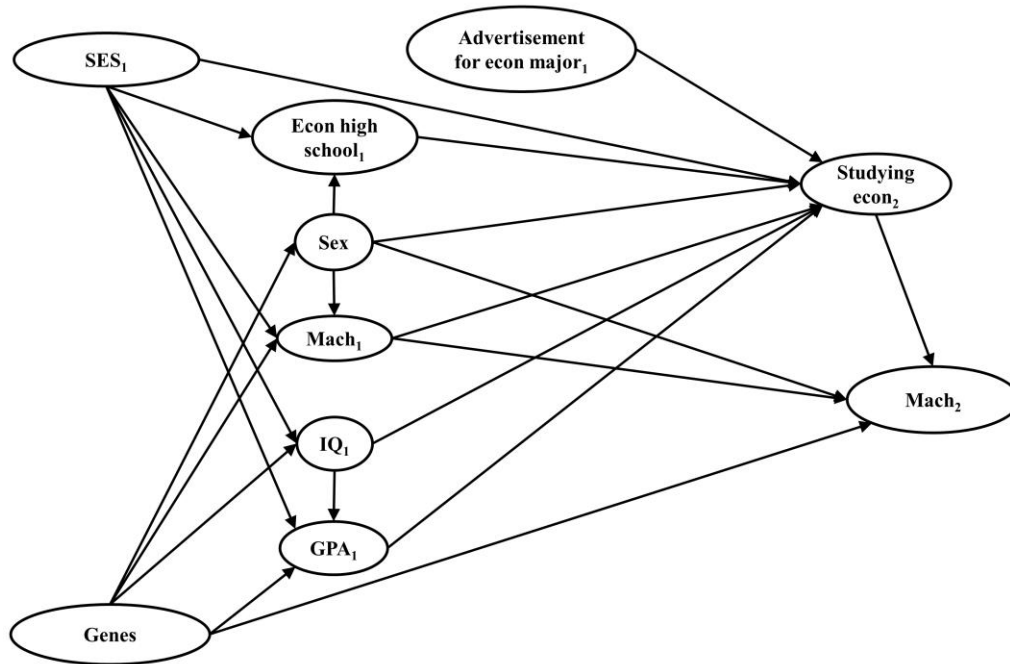 SES₁
Advertisement
for econ major₁
Econ high
school₁
Studying
econ₂
Sex
Mach₁
Mach₂
IQ₁
GPA₁
Genes